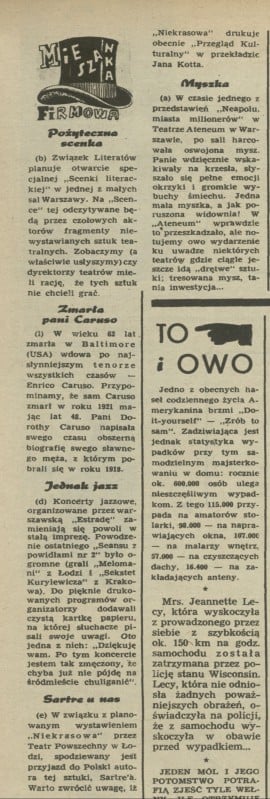 MIESZANKA
FIRMOWA
Pożyteczna
scenka
(b) Związek Literatów
planuje otwarcie spe-
cjalnej „Scenki literac-
kiej" w jednej z małych
sal Warszawy. Na „Scen-
ce" tej odczytywane bę-
dą przez czołowych ak-
torów fragmenty nie-
wystawianych sztuk tea-
tralnych. Zobaczymy (a
właściwie usłyszymy) czy
dyrektorzy teatrów mie-
li rację, że tych sztuk
nie chcieli grać.
Zmarła
pani Caruso
(l) W wieku 62 lat
zmarła w Baltimore
(USA) wdowa po naj-
słynniejszym tenorze
wszystkich czasów —
Enrico Caruso. Przypo-
minamy, że sam Caruso
zmarł w roku 1921 ma-
jąc lat 48. Pani Do-
rothy Caruso napisała
swego czasu obszerną
biografię swego sławne-
go męża, z którym po-
brali się w roku 1918.
Jednak jazz
(d) Koncerty jazzowe,
organizowane przez war-
szawską „Estradę" za-
mieniają się powoli w
stałą imprezę. Powodze-
nie ostatniego „Seansu z
powidłami nr 2" było o-
gromne (grali „Meloma-
ni" z Łodzi i „Sekstet
Kurylewicza" z Krako-
wa). Do pięknie druko-
wanych programów or-
ganizatorzy dodawali
czystą kartkę papieru,
na której słuchacze pi-
sali swoje uwagi. Oto
jedna z nich: „Dziękuję
wam. Po tym koncercie
jestem tak zmęczony, że
chyba już nie pójdę na
śródmieście chuliganić".
Sartre u nas
(e) W związku z plano-
wanym wystawieniem
„Niekrasowa" przez
Teatr Powszechny w Ło-
dzi, spodziewany jest
przyjazd do Polski auto-
ra tej sztuki, Sartre'a.
Warto zwrócić uwagę, iż
„Niekrasowa" drukuje
obecnie „Przegląd Kul-
turalny" w przekładzie
Jana Kotta.
Myszka
(a) W czasie jednego z
przedstawień „Neapolu,
miasta milionerów" w
Teatrze Ateneum w War-
szawie, po sali harco-
wała oswojona mysz.
Panie wdzięcznie wska-
kiwały na krzesła, sły-
szało się pełne emocji
okrzyki i gromkie wy-
buchy śmiechu. Jedna
mała myszka, a jak po-
ruszona widownia! W
„Ateneum" wprawdzie
to przeszkadzało, ale no-
tujemy owo wydarzenie
ku uwadze niektórych
teatrów gdzie ciągle je-
szcze idą „drętwe" sztu-
ki; tresowana mysz, ta-
nia inwestycja...
TO
i OWO
Jedno z obecnych ha-
seł codziennego życia A-
merykanina brzmi „Do-
it-yourself" — „Zrób to
sam". Zadziwiająca jest
jednak statystyka wy-
padków przy tym sa-
modzielnym majsterko-
waniu w domu: rocznie
ok. 600.000 osób ulega
nieszczęśliwym wypad-
kom. Z tego 115.000 przy-
pada na amatorów sto-
larki, 98.000 — na napra-
wiających okna, 107.000
— na malarzy wnętrz,
57.000 — na czyszczących
dachy, 16.400 — na za-
kładających anteny.
*
Mrs. Jeannette Le-
cy, która wyskoczyła
z prowadzonego przez
siebie z szybkością
ok. 150 km na godz.
samochodu została
zatrzymana przez po-
licję stanu Wisconsin.
Lecy, która nie odnio-
sła żadnych poważ-
niejszych obrażeń, o-
świadczyła na policji,
że z samochodu wy-
skoczyła w obawie
przed wypadkiem...
*
JEDEN MÓL I JEGO
POTOMSTWO POTRA-
FIĄ ZJEŚĆ TYLE WEŁ-